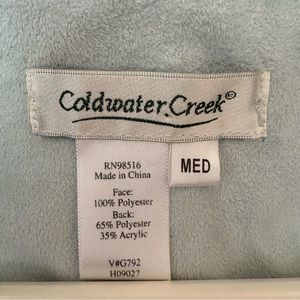 Coldwater Creek®
RN98516
Made in China
MED
Face:
100% Polyester
Back:
65% Polyester
35% Acrylic
V#G792
H09027